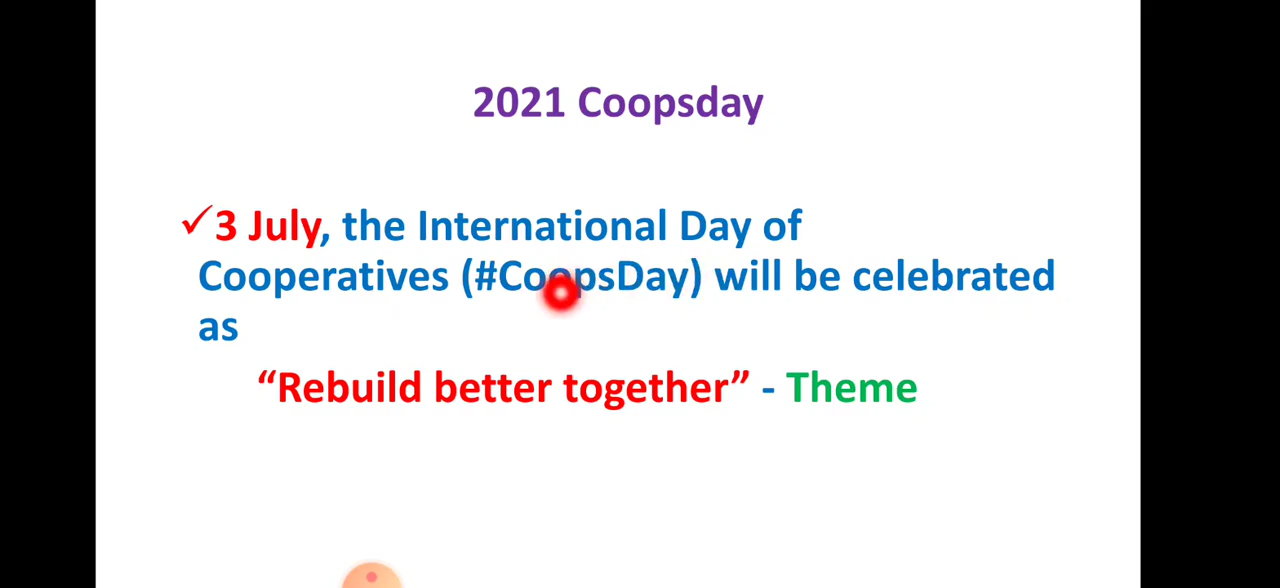 2021 Coopsday
✓3 July, the International Day of
Cooperatives (#CoopsDay) will be celebrated
as
“Rebuild better together” - Theme